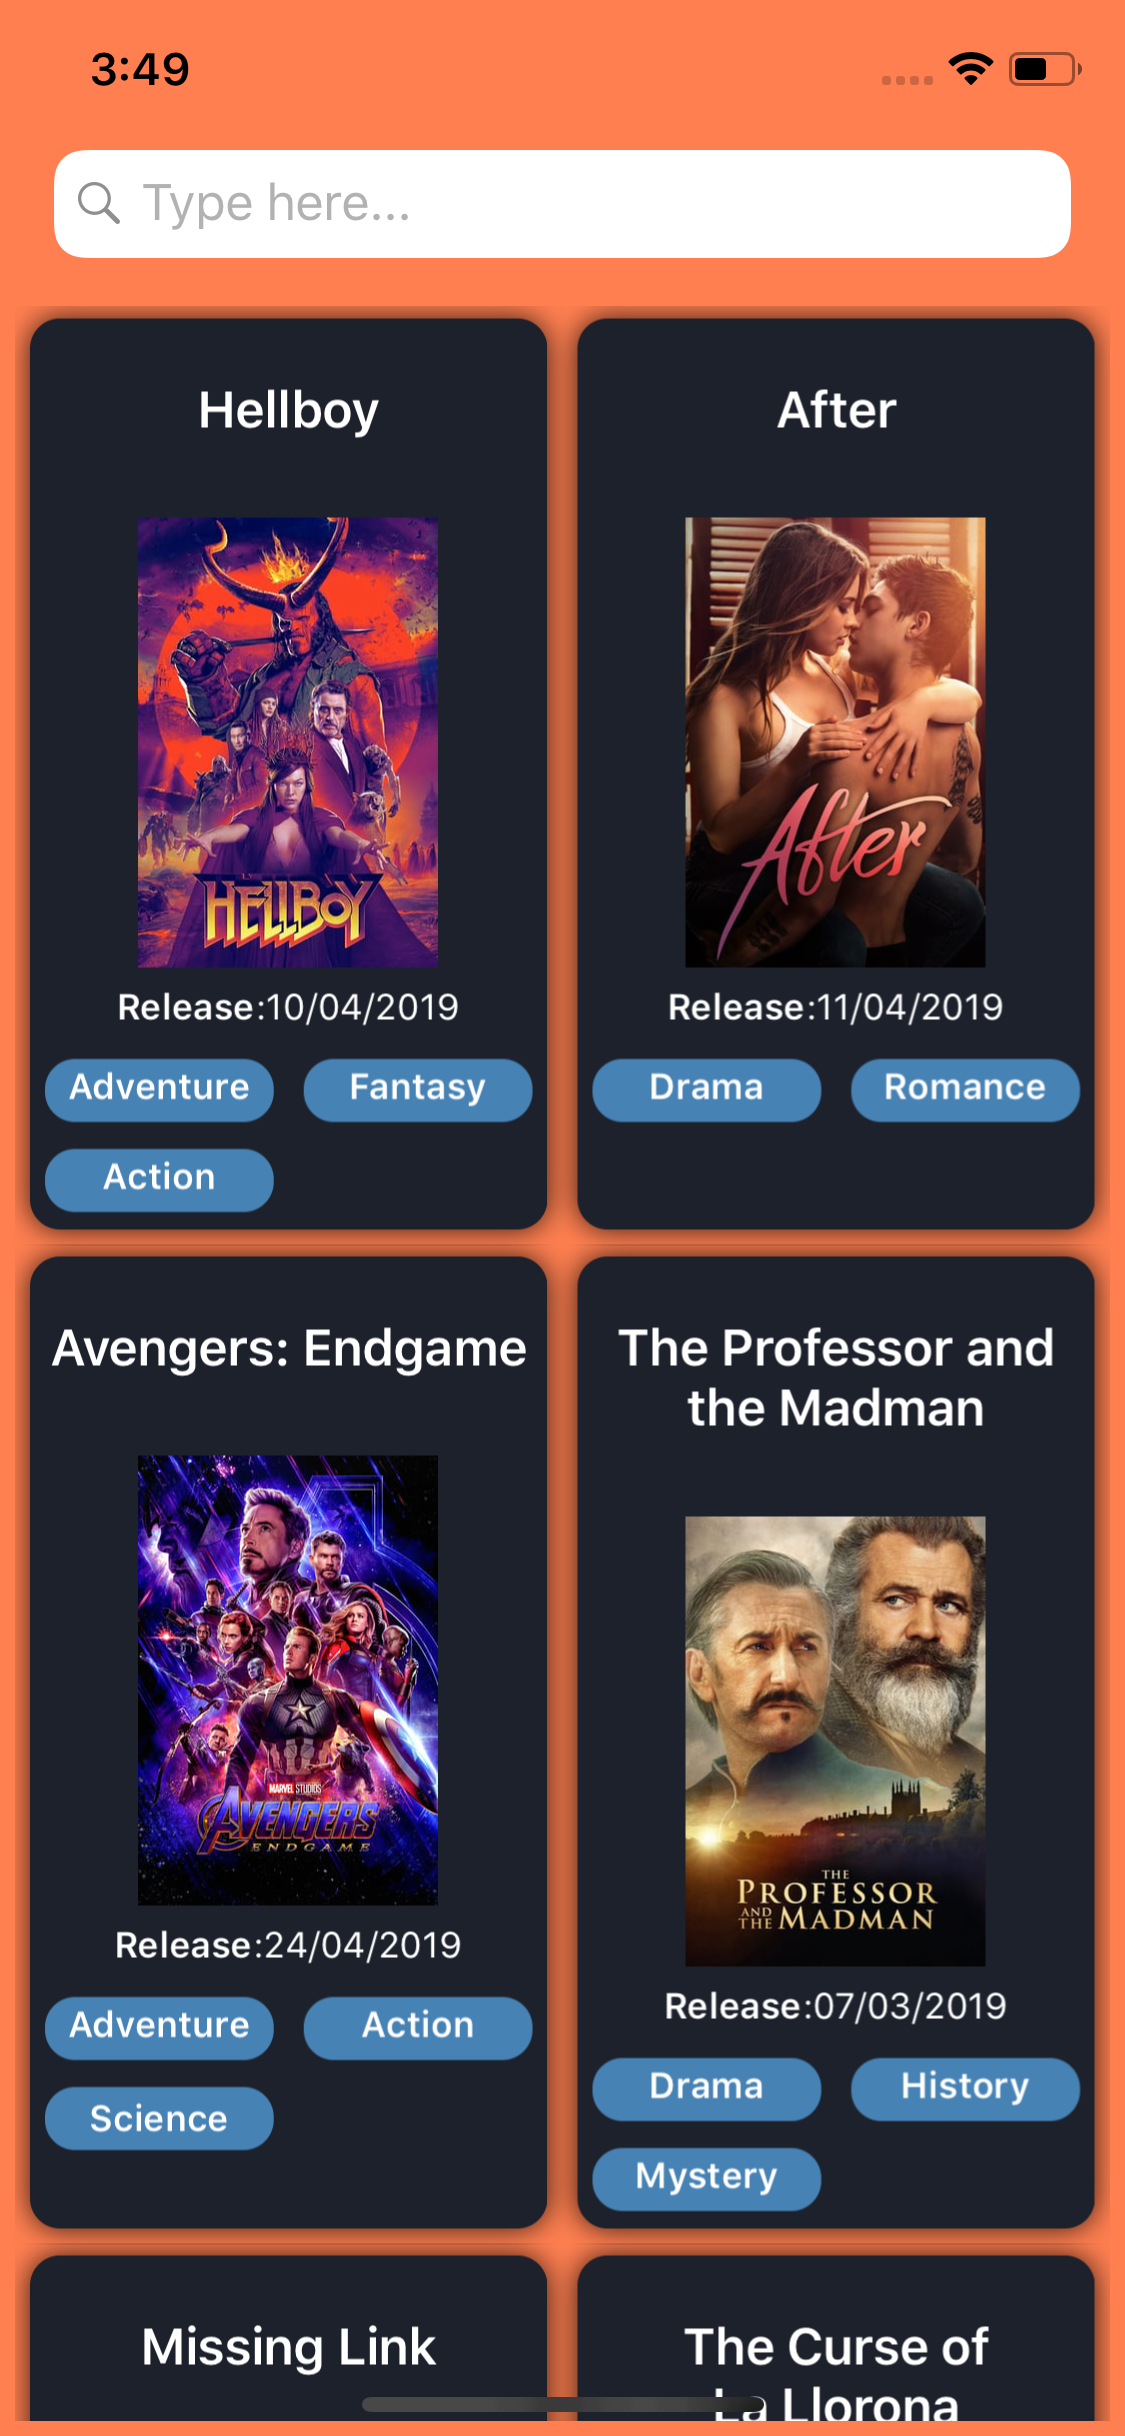 3:49
Type here...
Hellboy
HELLBOY
Release:10/04/2019
Adventure
Fantasy
Action
After
After
Release:11/04/2019
Drama
Romance
Avengers: Endgame
MARVEL STUDIOS
AVENGERS
ENDGAME
Release:24/04/2019
Adventure
Action
Science
The Professor and
the Madman
THE
PROFESSOR
AND THE MADMAN
Release:07/03/2019
Drama
History
Mystery
Missing Link
The Curse of
La Llorona